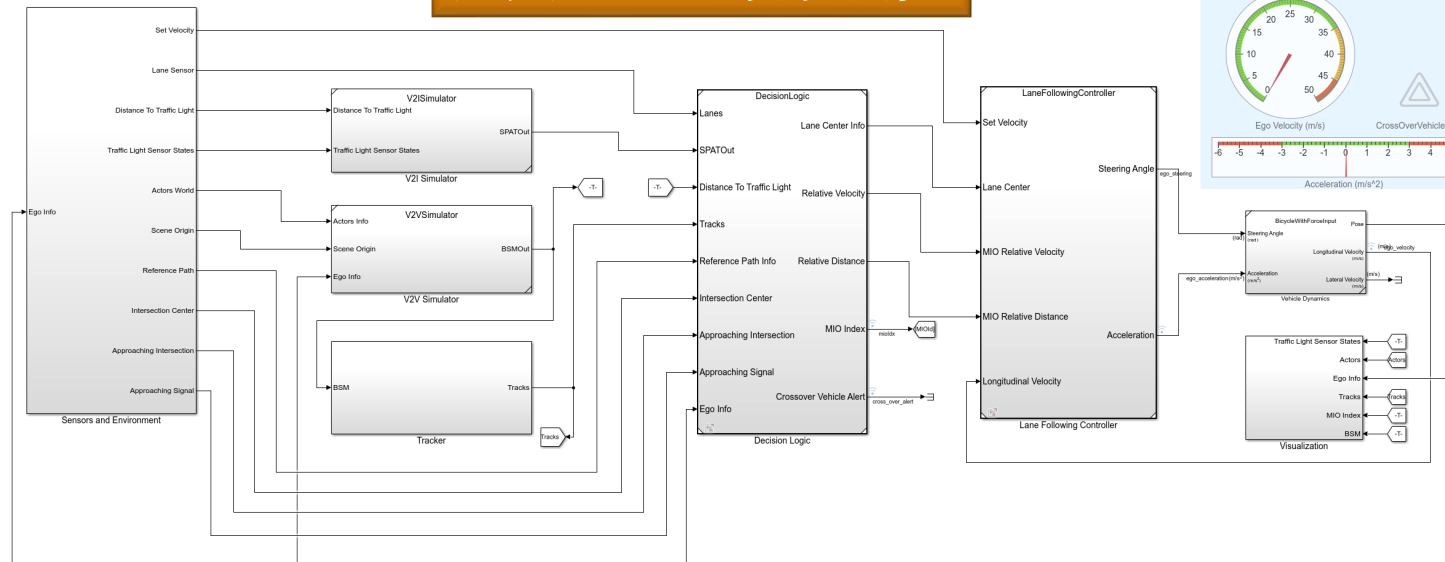 Set Velocity
Lane Sensor
Distance To Traffic Light
Traffic Light Sensor States
Actors World
Ego Info
Scene Origin
Reference Path
Intersection Center
Approaching Intersection
Approaching Signal
Sensors and Environment
V2ISimulator
Distance To Traffic Light
SPATOut
Traffic Light Sensor States
V2I Simulator
V2VSimulator
Actors Info
Scene Origin
BSMOut
Ego Info
V2V Simulator
BSM
Tracks
Tracker
Tracks
-T-
-T-
DecisionLogic
Lanes
Lane Center Info
SPATOut
Distance To Traffic Light
Relative Velocity
Tracks
Reference Path Info
Relative Distance
Intersection Center
MIO Index
mioIdx
Approaching Intersection
Approaching Signal
Crossover Vehicle Alert
cross_over_alert
Ego Info
Decision Logic
LaneFollowingController
Set Velocity
Steering Angle
ego_steering
Lane Center
MIO Relative Velocity
MIO Relative Distance
Acceleration
Longitudinal Velocity
Lane Following Controller
0 5 10 15 20 25 30 35 40 45 50
Ego Velocity (m/s)
CrossOverVehicle
-6 -5 -4 -3 -2 -1 0 1 2 3 4
Acceleration (m/s^2)
BicycleWithForceInput
Pose
Steering Angle
(rad)
(rad)
Longitudinal Velocity
(m/s)
ego_velocity
Acceleration
(m/s²)
ego_acceleration(m/s²)
Lateral Velocity
(m/s)
(m/s)
Vehicle Dynamics
Traffic Light Sensor States
-T-
Actors
Actors
Ego Info
Tracks
Tracks
MIO Index
-T-
BSM
-T-
Visualization